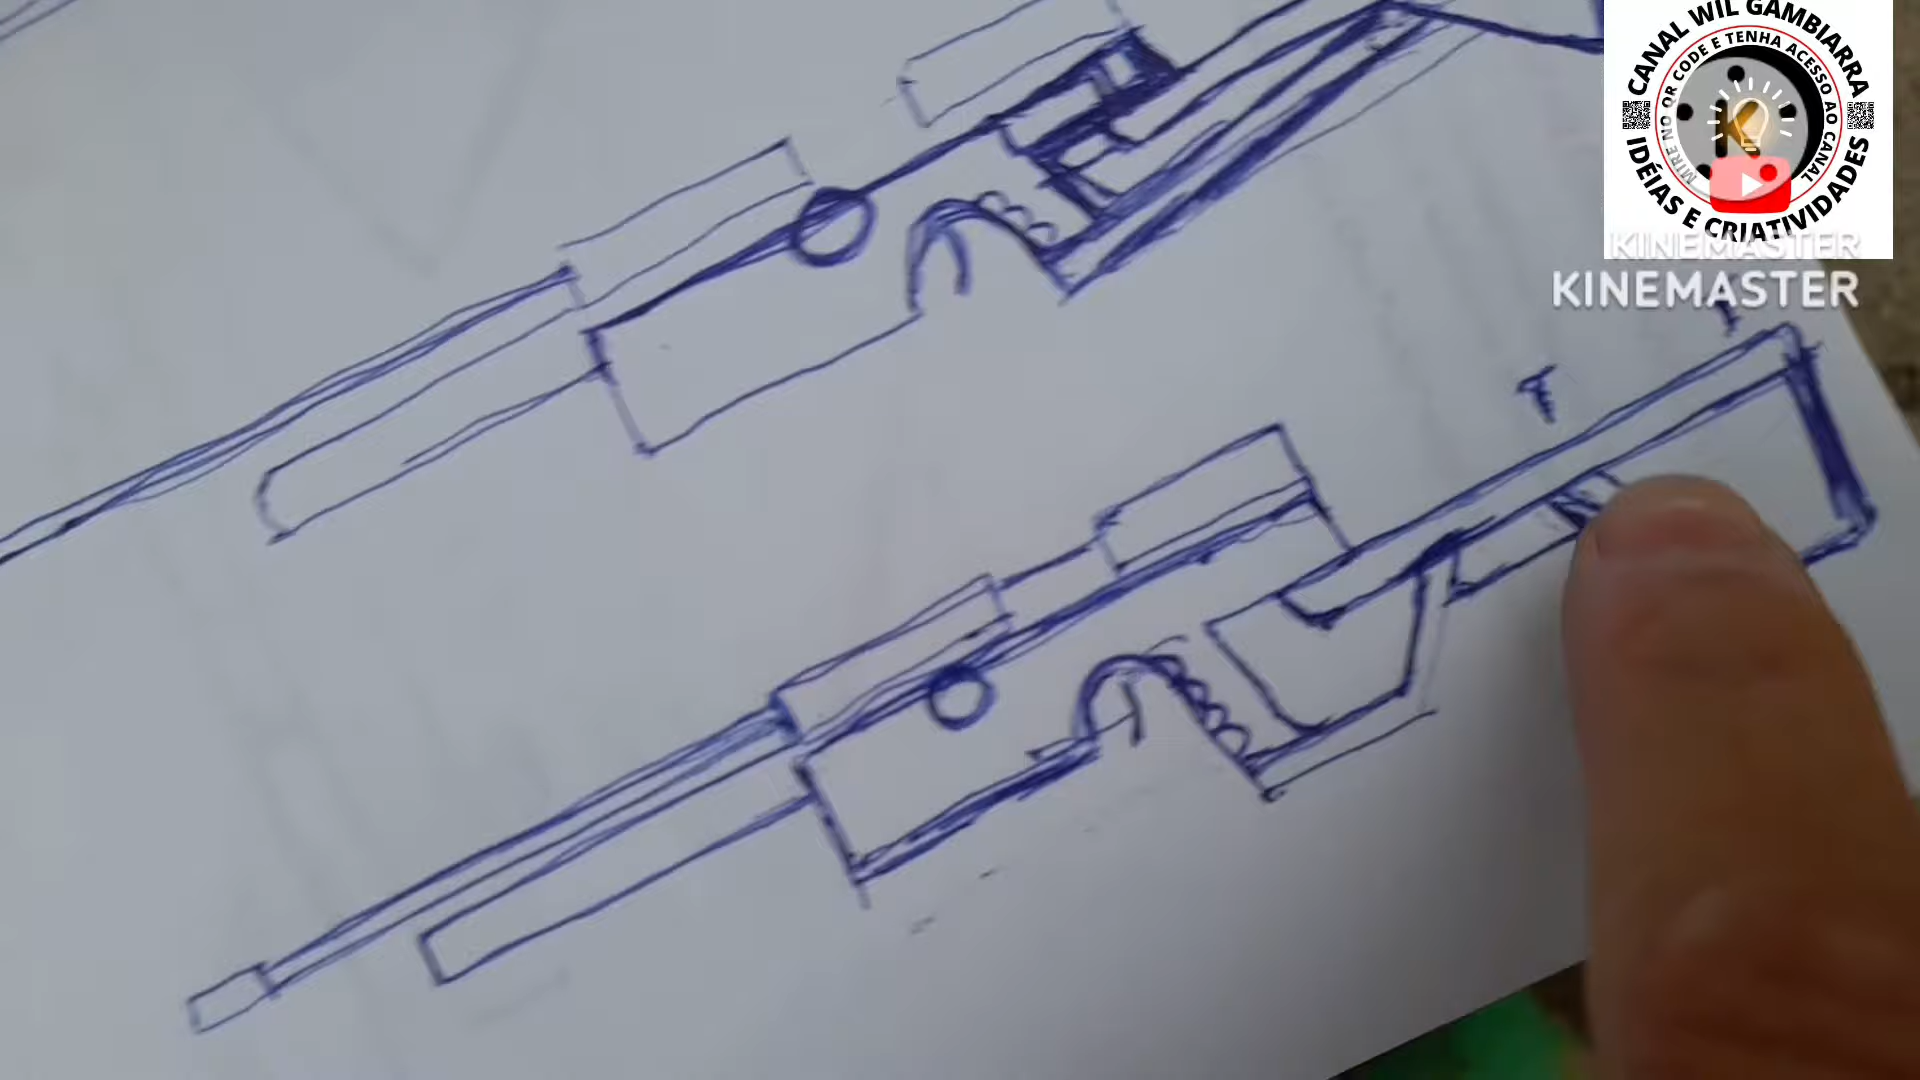 CANAL WIL GAMBIARRA
MIRE NO QR CODE E TENHA ACESSO AO CANAL
IDÉIAS E CRIATIVIDADES
K
KINEMASTER
KINEMASTER